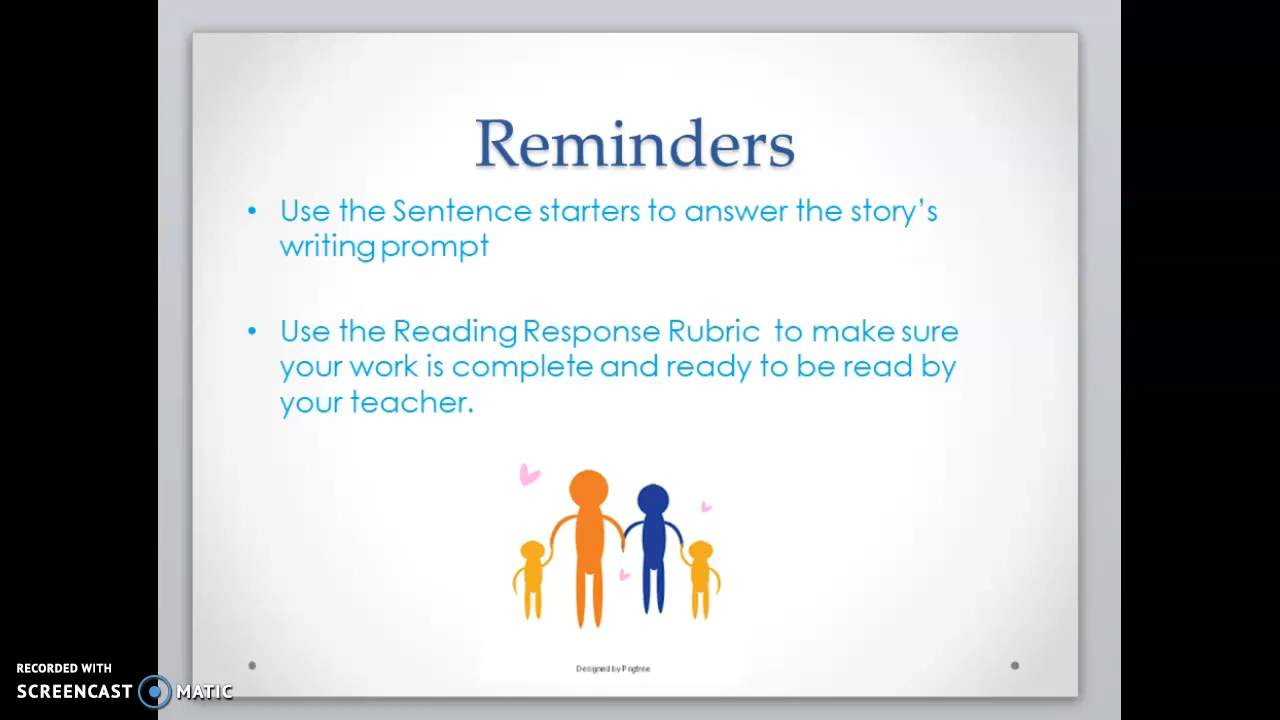 Reminders
• Use the Sentence starters to answer the story’s
writing prompt
• Use the Reading Response Rubric to make sure
your work is complete and ready to be read by
your teacher.
Designed by Pngtree
RECORDED WITH
SCREENCAST MATIC